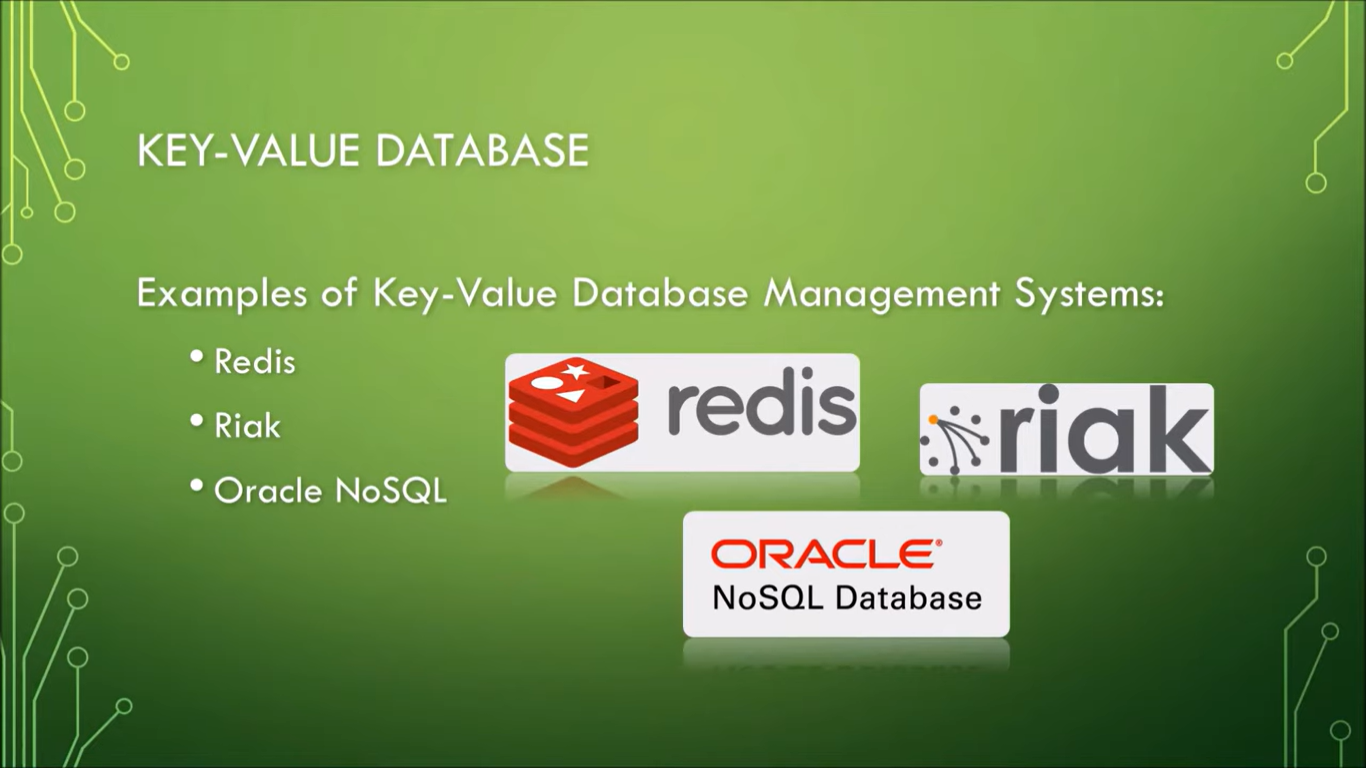 KEY-VALUE DATABASE
Examples of Key-Value Database Management Systems:
• Redis
• Riak
• Oracle NoSQL
redis
riak
ORACLE®
NoSQL Database